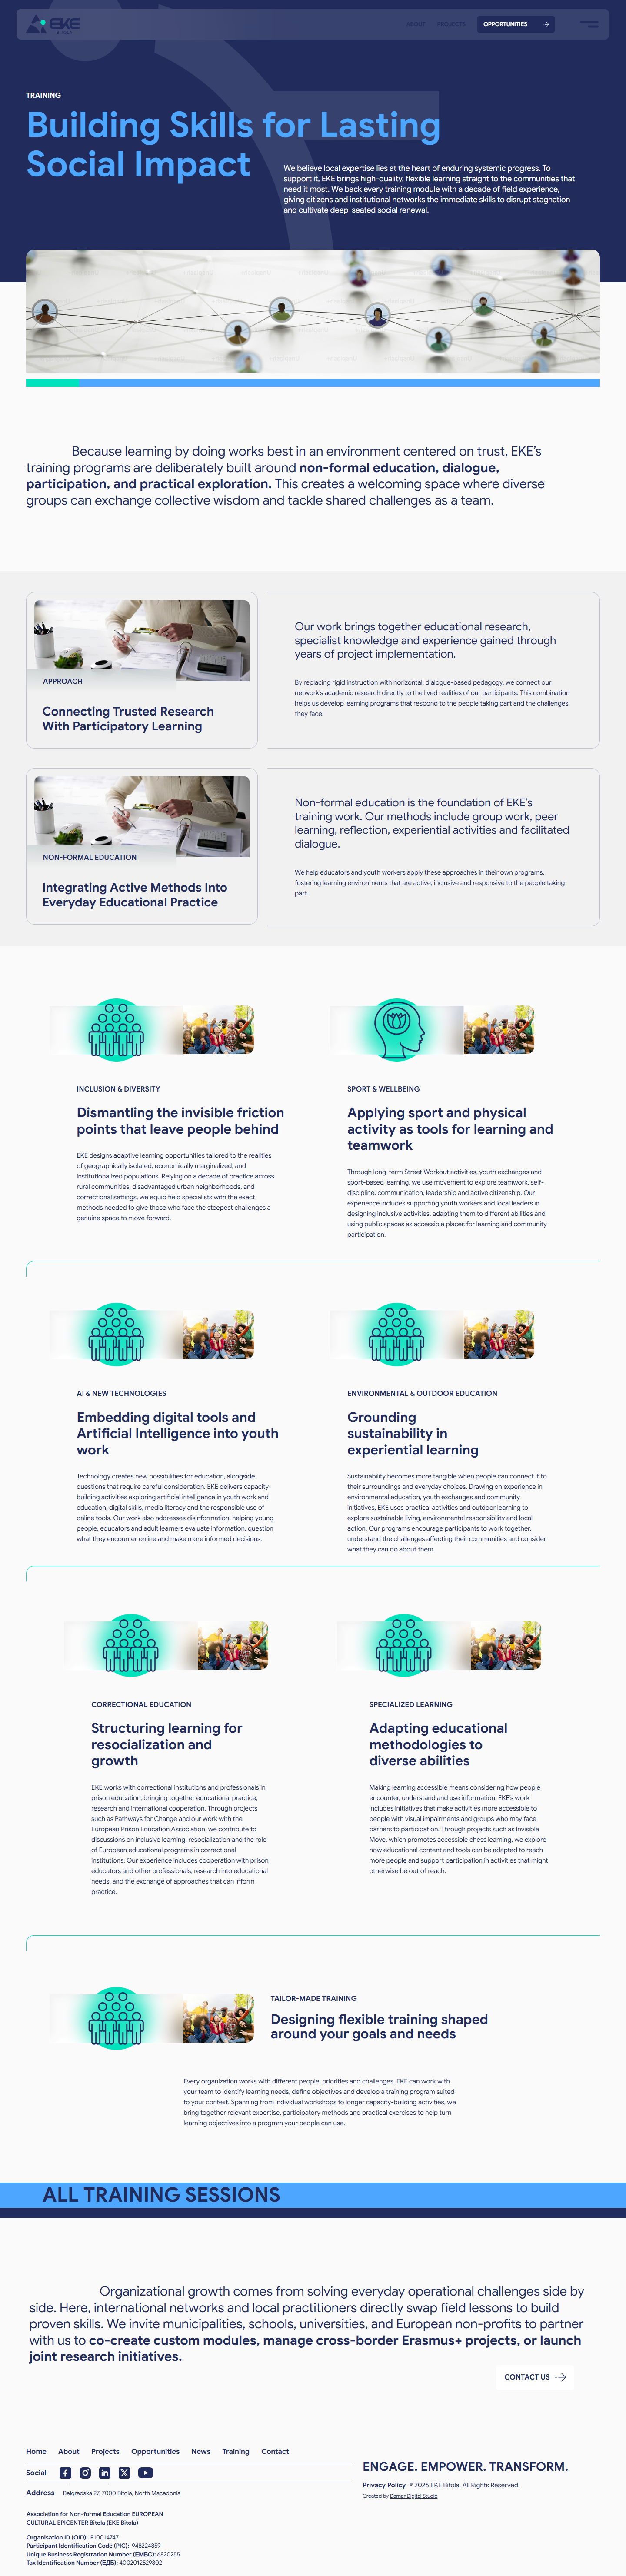 EKE
BITOLA
ABOUT PROJECTS OPPORTUNITIES
TRAINING
Building Skills for Lasting
Social Impact
We believe local expertise lies at the heart of enduring systemic progress. To
support it, EKE brings high-quality, flexible learning straight to the communities that
need it most. We back every training module with a decade of field experience,
giving citizens and institutional networks the immediate skills to disrupt stagnation
and cultivate deep-seated social renewal.
Because learning by doing works best in an environment centered on trust, EKE’s
training programs are deliberately built around non-formal education, dialogue,
participation, and practical exploration. This creates a welcoming space where diverse
groups can exchange collective wisdom and tackle shared challenges as a team.
APPROACH
Connecting Trusted Research
With Participatory Learning
Our work brings together educational research,
specialist knowledge and experience gained through
years of project implementation.
By replacing rigid instruction with horizontal, dialogue-based pedagogy, we connect our
network’s academic research directly to the lived realities of our participants. This combination
helps us develop learning programs that respond to the people taking part and the challenges
they face.
NON-FORMAL EDUCATION
Integrating Active Methods Into
Everyday Educational Practice
Non-formal education is the foundation of EKE’s
training work. Our methods include group work, peer
learning, reflection, experiential activities and facilitated
dialogue.
We help educators and youth workers apply these approaches in their own programs,
fostering learning environments that are active, inclusive and responsive to the people taking
part.
INCLUSION & DIVERSITY
Dismantling the invisible friction
points that leave people behind
EKE designs adaptive learning opportunities tailored to the realities
of geographically isolated, economically marginalized, and
institutionalized populations. Relying on a decade of practice across
rural communities, disadvantaged urban neighborhoods, and
correctional settings, we equip field specialists with the exact
methods needed to give those who face the steepest challenges a
genuine space to move forward.
SPORT & WELLBEING
Applying sport and physical
activity as tools for learning and
teamwork
Through long-term Street Workout activities, youth exchanges and
sport-based learning, we use movement to explore teamwork, self-
discipline, communication, leadership and active citizenship. Our
experience includes supporting youth workers and local leaders in
designing inclusive activities, adapting them to different abilities and
using public spaces as accessible places for learning and community
participation.
AI & NEW TECHNOLOGIES
Embedding digital tools and
Artificial Intelligence into youth
work
Technology creates new possibilities for education, alongside
questions that require careful consideration. EKE delivers capacity-
building activities exploring artificial intelligence in youth work and
education, digital skills, media literacy and the responsible use of
online tools. Our work also addresses disinformation, helping young
people, educators and adult learners evaluate information, question
what they encounter online and make more informed decisions.
ENVIRONMENTAL & OUTDOOR EDUCATION
Grounding
sustainability in
experiential learning
Sustainability becomes more tangible when people can connect it to
their surroundings and everyday choices. Drawing on experience in
environmental education, youth exchanges and community
initiatives, EKE uses practical activities and outdoor learning to
explore sustainable living, environmental responsibility and local
action. Our programs encourage participants to work together,
understand the challenges affecting their communities and consider
what they can do about them.
CORRECTIONAL EDUCATION
Structuring learning for
resocialization and
growth
EKE works with correctional institutions and professionals in
prison education, bringing together educational practice,
research and international cooperation. Through projects
such as Pathways for Change and our work with the
European Prison Education Association, we contribute to
discussions on inclusive learning, resocialization and the role
of European educational programs in correctional
institutions. Our experience includes cooperation with prison
educators and other professionals, research into educational
needs, and the exchange of approaches that can inform
practice.
SPECIALIZED LEARNING
Adapting educational
methodologies to
diverse abilities
Making learning accessible means considering how people
encounter, understand and use information. EKE’s work
includes initiatives that make activities more accessible to
people with visual impairments and groups who may face
barriers to participation. Through projects such as Invisible
Move, which promotes accessible chess learning, we explore
how educational content and tools can be adapted to reach
more people and support participation in activities that might
otherwise be out of reach.
TAILOR-MADE TRAINING
Designing flexible training shaped
around your goals and needs
Every organization works with different people, priorities and challenges. EKE can work with
your team to identify learning needs, define objectives and develop a training program suited
to your context. Spanning from individual workshops to longer capacity-building activities, we
bring together relevant expertise, participatory methods and practical exercises to help turn
learning objectives into a program your people can use.
ALL TRAINING SESSIONS
Organizational growth comes from solving everyday operational challenges side by
side. Here, international networks and local practitioners directly swap field lessons to build
proven skills. We invite municipalities, schools, universities, and European non-profits to partner
with us to co-create custom modules, manage cross-border Erasmus+ projects, or launch
joint research initiatives.
CONTACT US
Home About Projects Opportunities News Training Contact
Social
Address Belgradska 27, 7000 Bitola, North Macedonia
Association for Non-formal Education EUROPEAN
CULTURAL EPICENTER Bitola (EKE Bitola)
Organisation ID (OID): E10014747
Participant Identification Code (PIC): 948224859
Unique Business Registration Number (ЕМБС): 6820255
Tax Identification Number (ЕДБ): 4002012529802
ENGAGE. EMPOWER. TRANSFORM.
Privacy Policy © 2026 EKE Bitola. All Rights Reserved.
Created by Damar Digital Studio